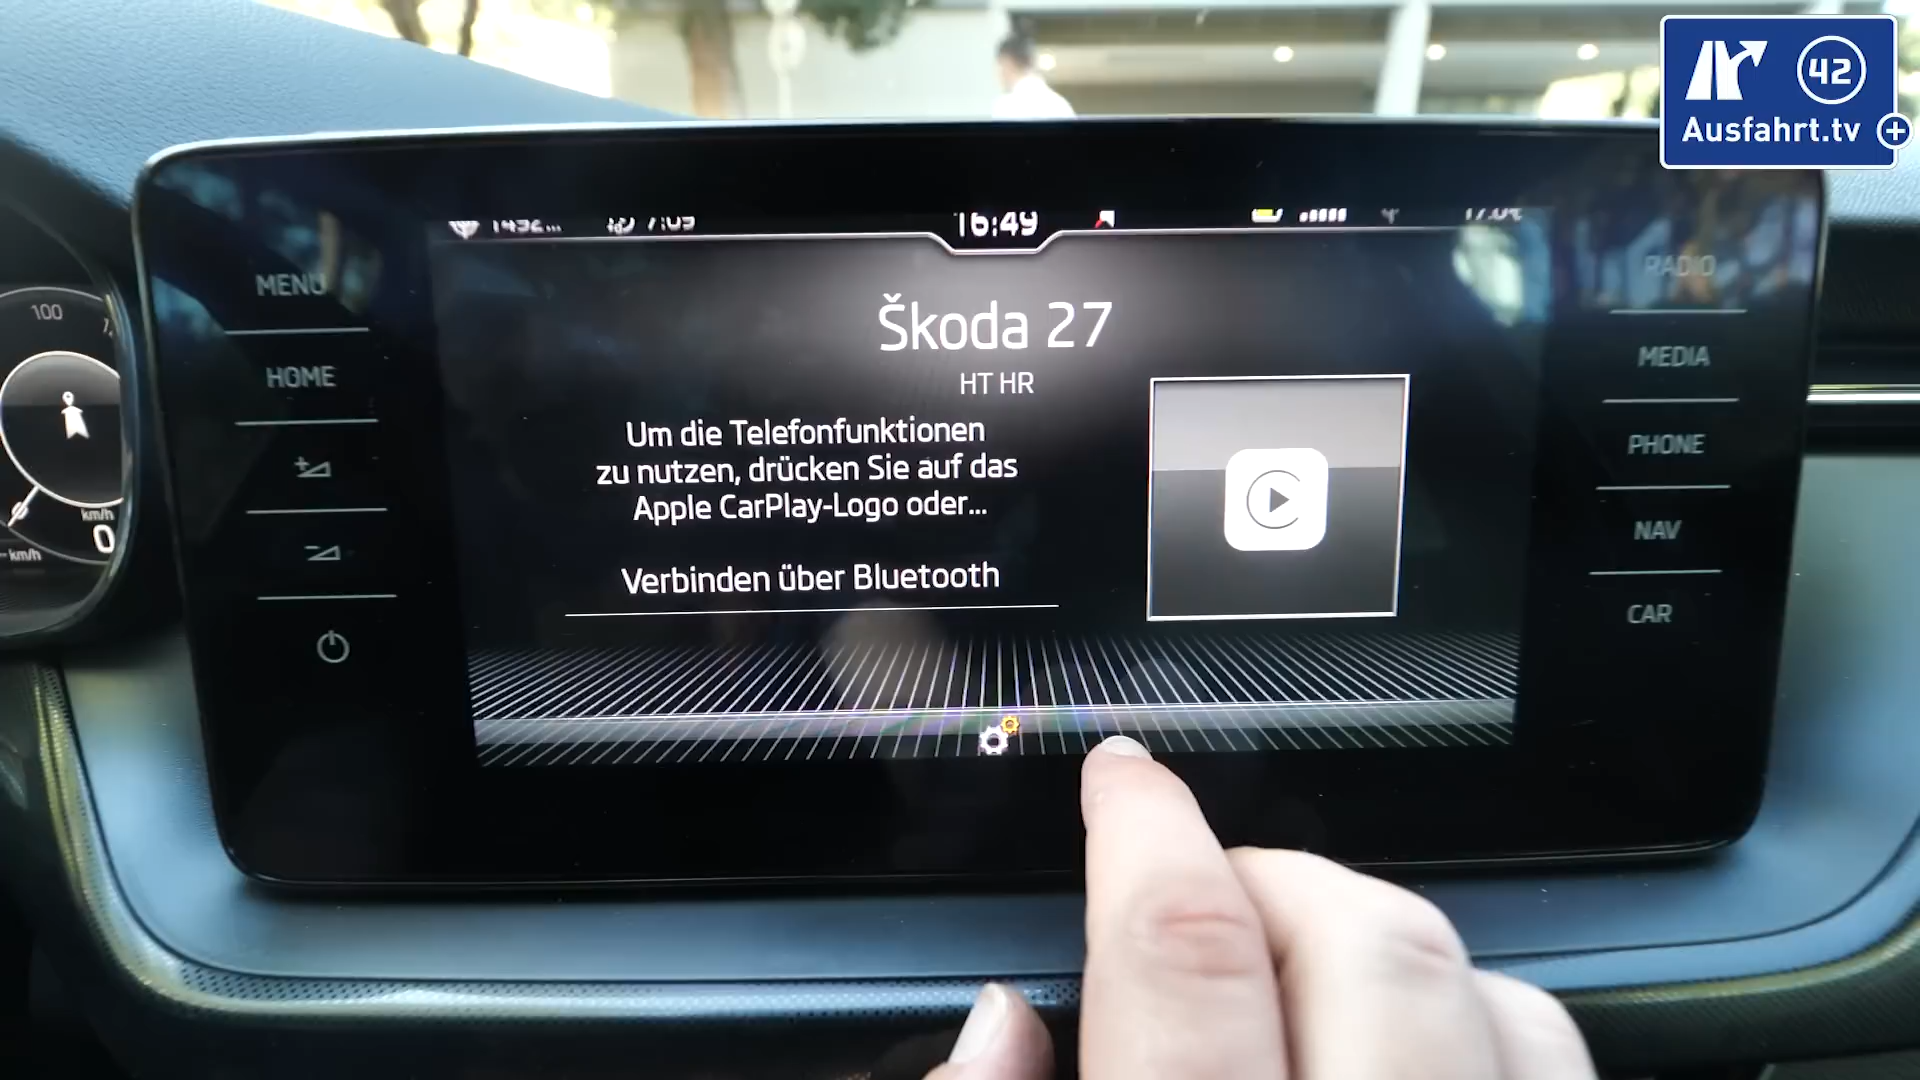 42
Ausfahrt.tv
16:49
MENU
HOME
RADIO
MEDIA
PHONE
NAV
CAR
Škoda 27
HT HR
Um die Telefonfunktionen
zu nutzen, drücken Sie auf das
Apple CarPlay-Logo oder...
Verbinden über Bluetooth
100
km/h
0
km/h